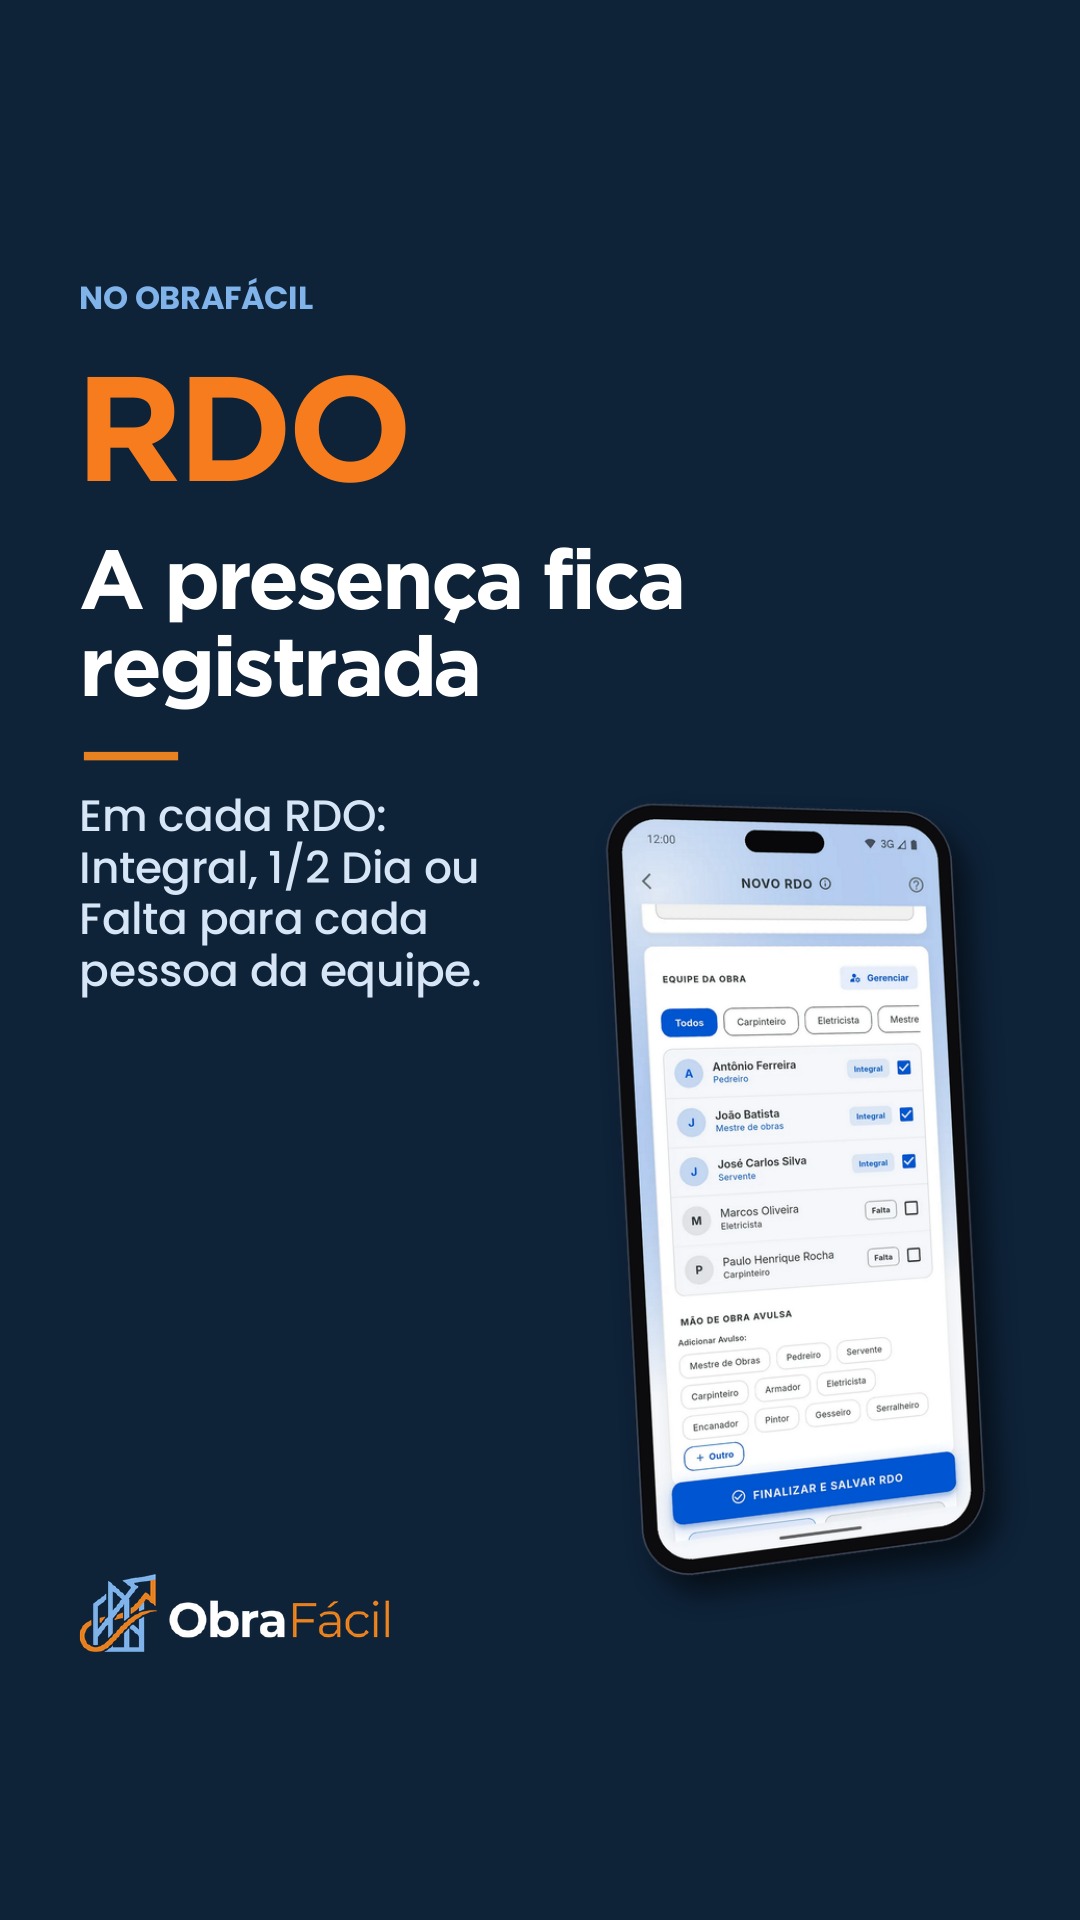 NO OBRAFÁCIL
RDO
A presença fica
registrada
Em cada RDO:
Integral, 1/2 Dia ou
Falta para cada
pessoa da equipe.
12:00
3G
NOVO RDO
EQUIPE DA OBRA
Gerenciar
Todos
Carpinteiro
Eletricista
Mestre
A
Antônio Ferreira
Pedreiro
Integral
J
João Batista
Mestre de obras
Integral
J
José Carlos Silva
Servente
Integral
M
Marcos Oliveira
Eletricista
Falta
P
Paulo Henrique Rocha
Carpinteiro
Falta
MÃO DE OBRA AVULSA
Adicionar Avulso:
Mestre de Obras
Pedreiro
Servente
Carpinteiro
Armador
Eletricista
Encanador
Pintor
Gesseiro
Serralheiro
+ Outro
FINALIZAR E SALVAR RDO
ObraFácil